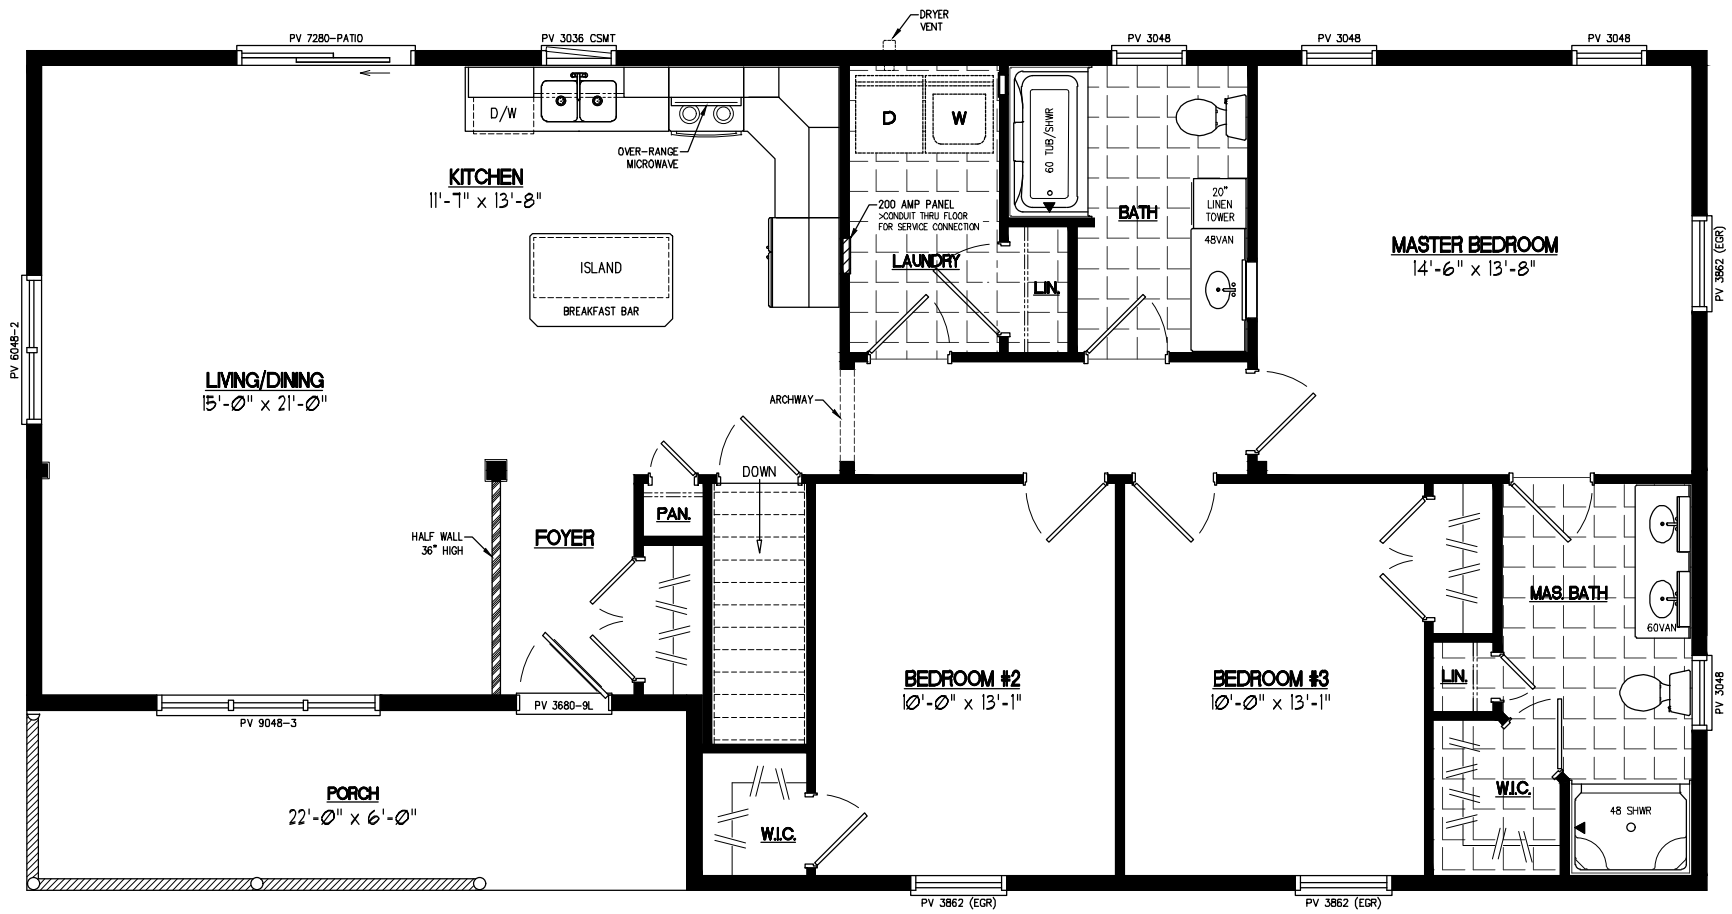 DRYER
VENT
PV 7280-PATIO
PV 3036 CSMT
PV 3048
PV 3048
PV 3048
D/W
D
W
60 TUB/SHWR
OVER-RANGE
MICROWAVE
KITCHEN
11'-7" x 13'-8"
200 AMP PANEL
>CONDUIT THRU FLOOR
FOR SERVICE CONNECTION
BATH
20"
LINEN
TOWER
48VAN
MASTER BEDROOM
14'-6" x 13'-8"
PV 3862 (EGR)
ISLAND
BREAKFAST BAR
LAUNDRY
LIN.
PV 6048-2
LIVING/DINING
15'-0" x 21'-0"
ARCHWAY
DOWN
PAN.
HALF WALL
36" HIGH
FOYER
MAS. BATH
60VAN
BEDROOM #2
10'-0" x 13'-1"
BEDROOM #3
10'-0" x 13'-1"
LIN.
PV 3048
PV 9048-3
PV 3680-9L
PORCH
22'-0" x 6'-0"
W.I.C.
W.I.C.
48 SHWR
PV 3862 (EGR)
PV 3862 (EGR)